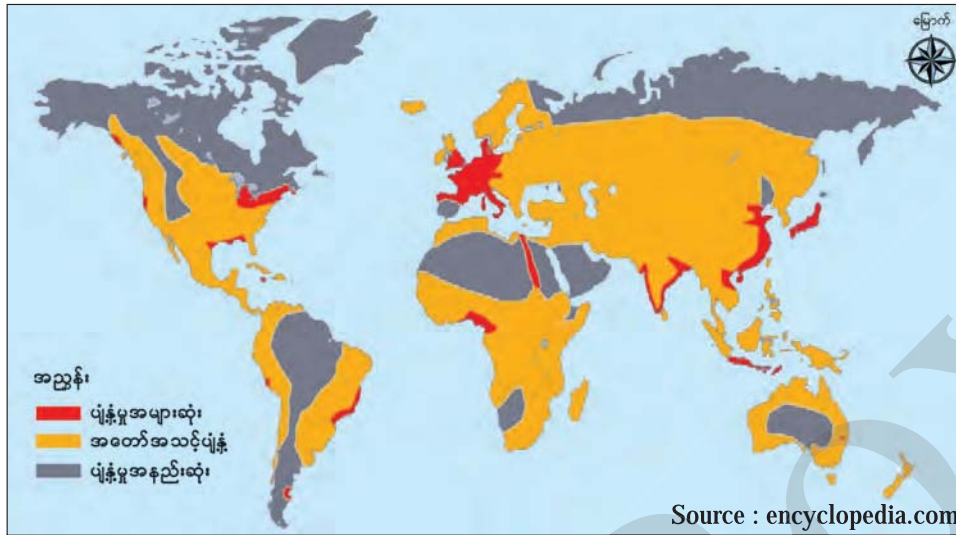 မြောက်
အညွှန်း
ပျံ့နှံ့မှုအများဆုံး
အတော်အသင့်ပျံ့နှံ့
ပျံ့နှံ့မှုအနည်းဆုံး
Source : encyclopedia.com